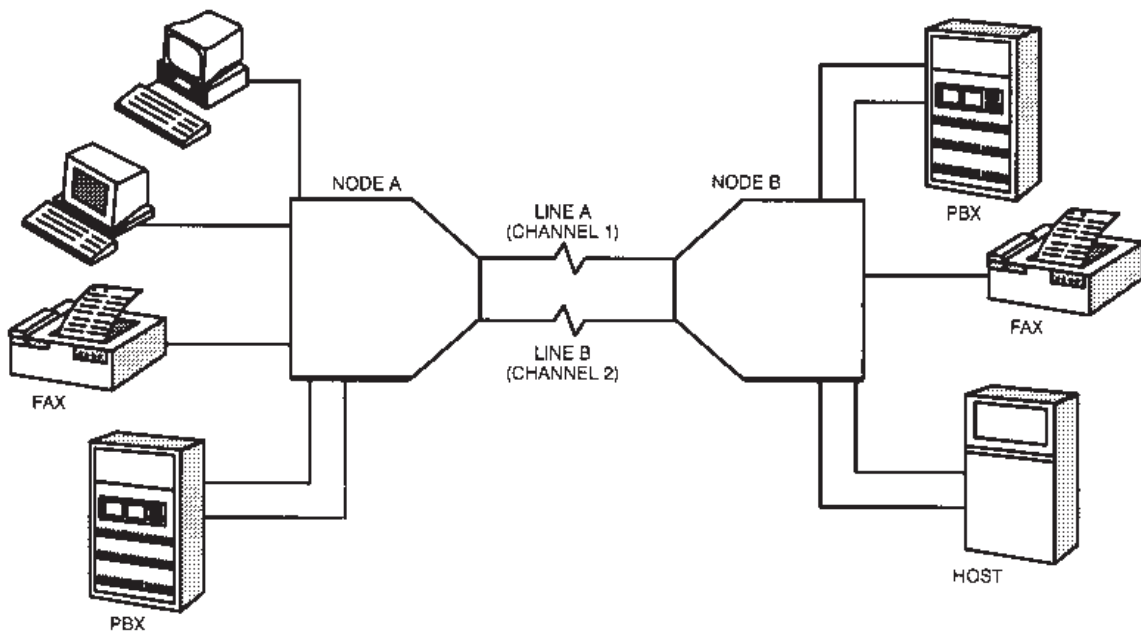 NODE A
NODE B
LINE A
(CHANNEL 1)
LINE B
(CHANNEL 2)
PBX
FAX
FAX
HOST
PBX